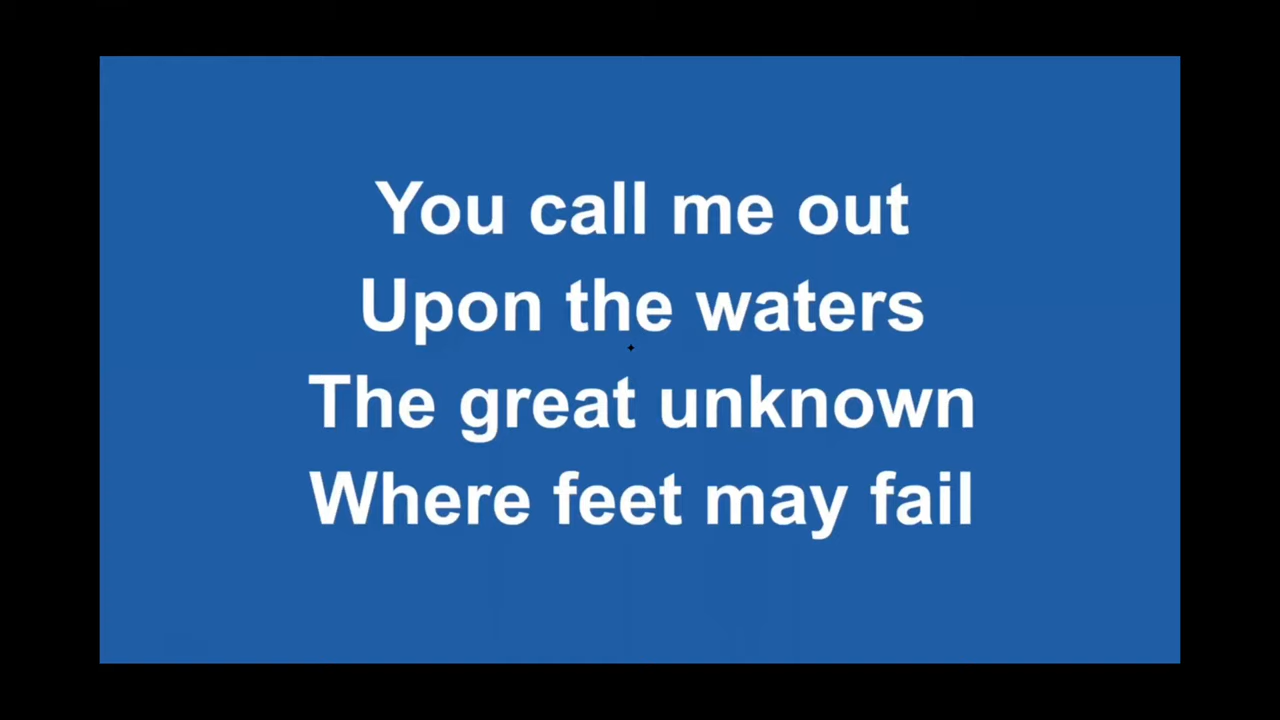 You call me out
Upon the waters
The great unknown
Where feet may fail